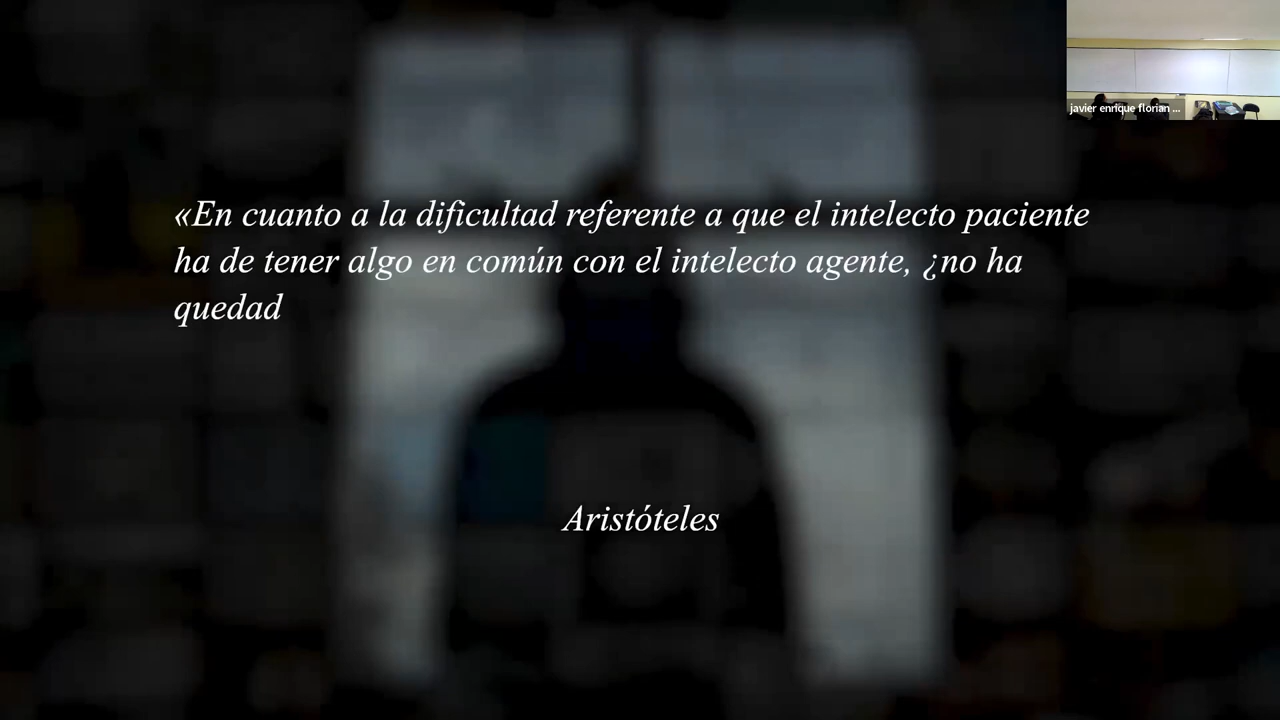 javier enrique florian ...
«En cuanto a la dificultad referente a que el intelecto paciente
ha de tener algo en común con el intelecto agente, ¿no ha
quedad
Aristóteles